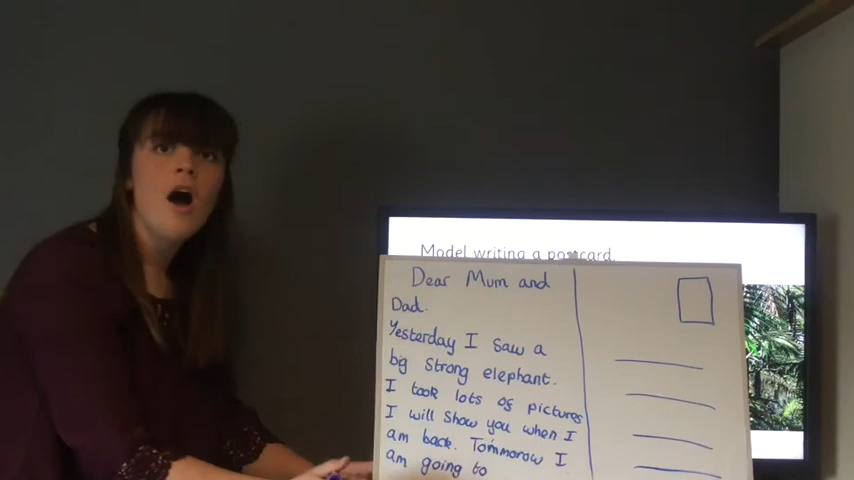 Model writing a postcard.
Dear Mum and
Dad.
Yesterday I saw a
big strong elephant.
I took lots of pictures
I will show you when I
am back. Tommorow I
am going to